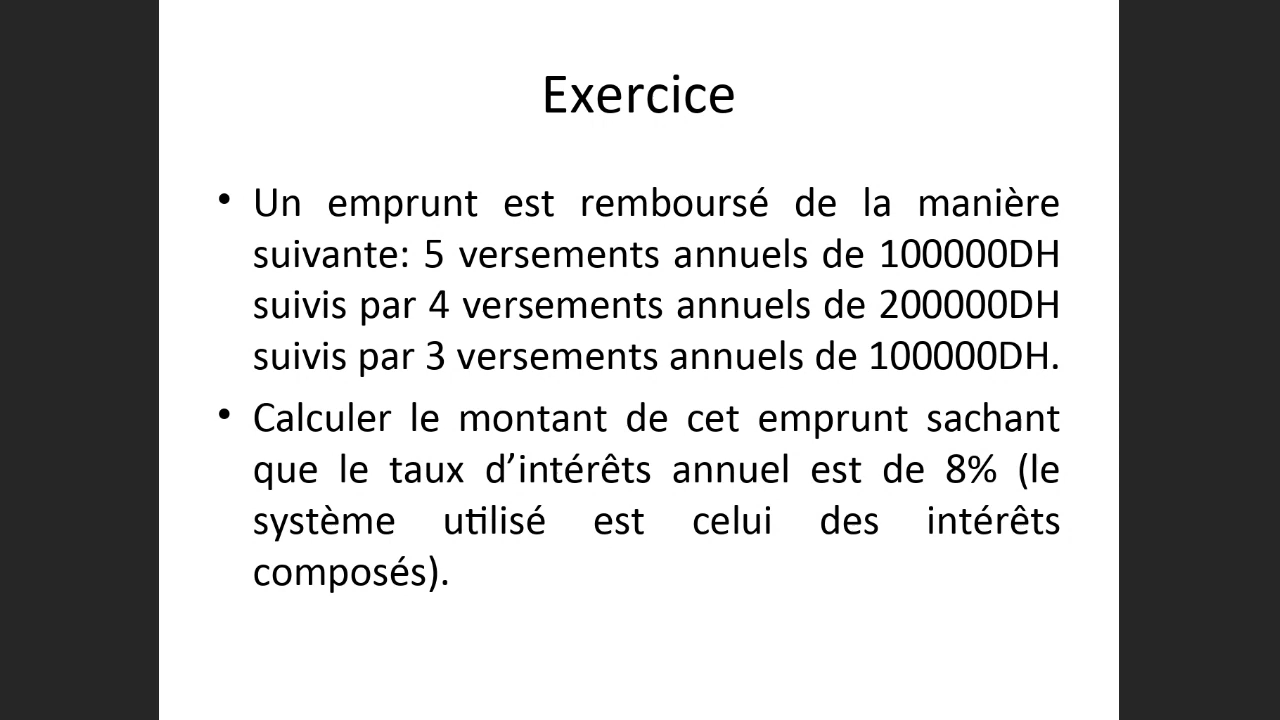 Exercice
• Un emprunt est remboursé de la manière
suivante: 5 versements annuels de 100000DH
suivis par 4 versements annuels de 200000DH
suivis par 3 versements annuels de 100000DH.
• Calculer le montant de cet emprunt sachant
que le taux d’intérêts annuel est de 8% (le
système utilisé est celui des intérêts
composés).